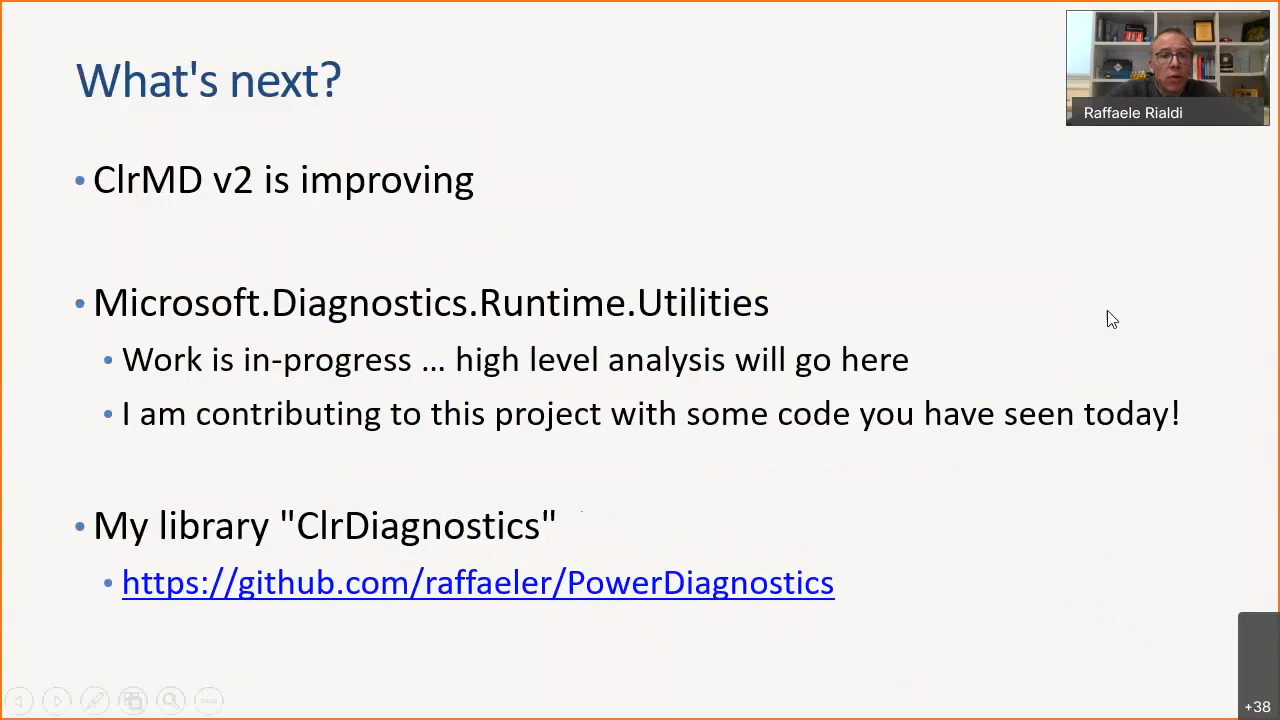 What's next?
Raffaele Rialdi
• ClrMD v2 is improving
• Microsoft.Diagnostics.Runtime.Utilities
• Work is in-progress … high level analysis will go here
• I am contributing to this project with some code you have seen today!
• My library "ClrDiagnostics"
• https://github.com/raffaeler/PowerDiagnostics
+38